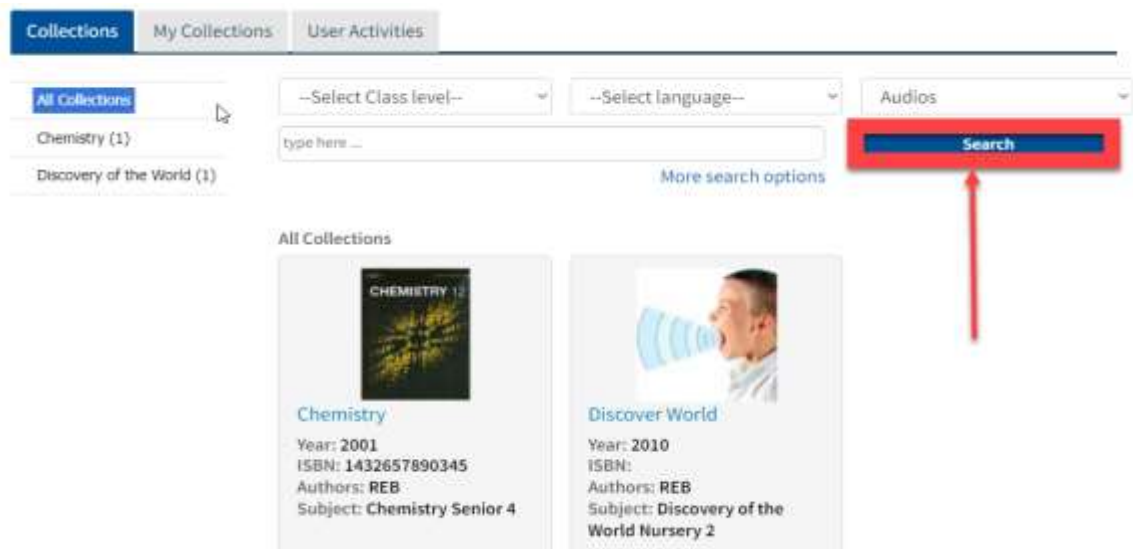 Collections My Collections User Activities
All Collections
Chemistry (1)
Discovery of the World (1)
--Select Class level-- --Select language-- Audios
type here ... Search
More search options
All Collections
CHEMISTRY 12
Chemistry
Year: 2001
ISBN: 1432657890345
Authors: REB
Subject: Chemistry Senior 4
Discover World
Year: 2010
ISBN:
Authors: REB
Subject: Discovery of the
World Nursery 2